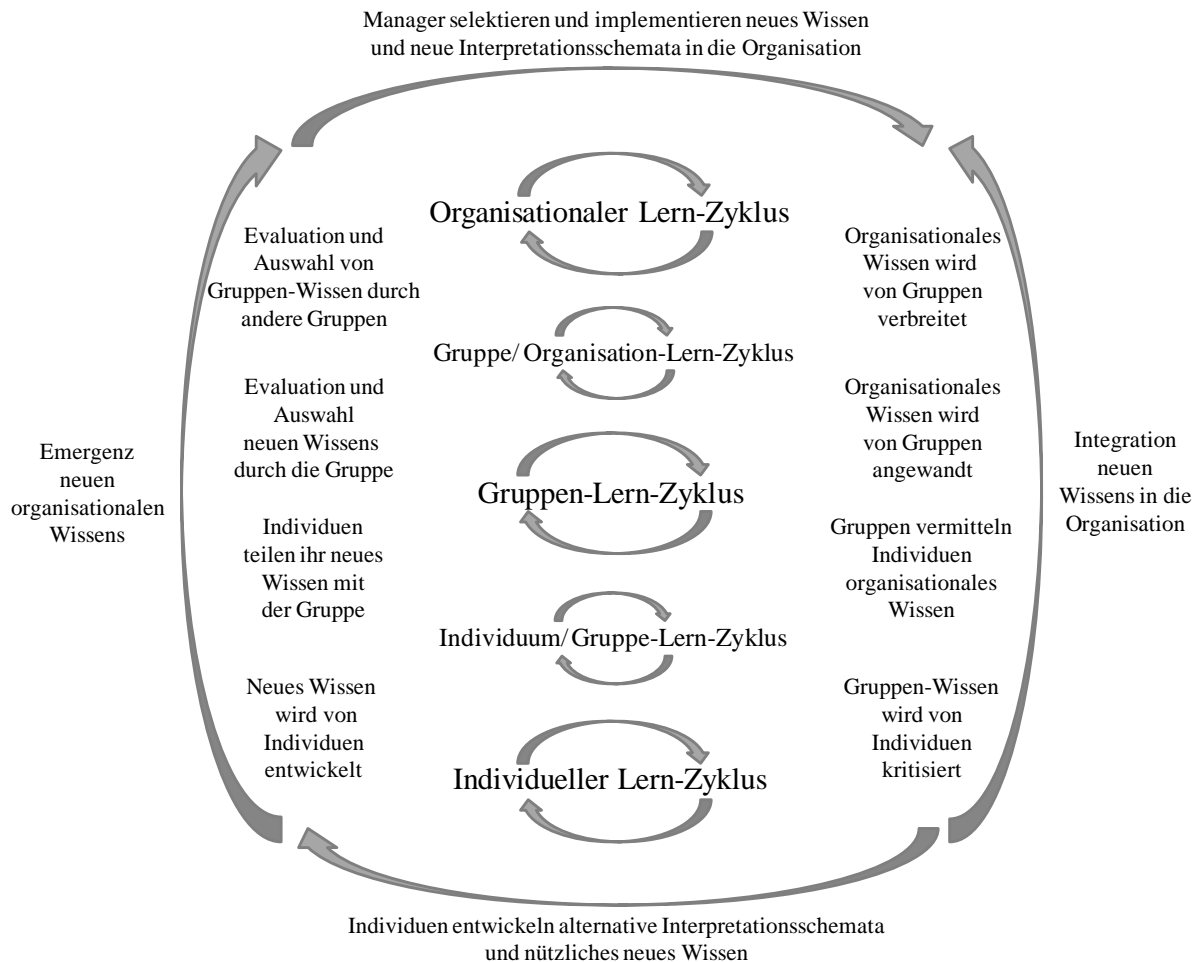 Manager selektieren und implementieren neues Wissen
und neue Interpretationsschemata in die Organisation
Organisationaler Lern-Zyklus
Evaluation und
Auswahl von
Gruppen-Wissen durch
andere Gruppen
Organisationales
Wissen wird
von Gruppen
verbreitet
Gruppe/ Organisation-Lern-Zyklus
Evaluation und
Auswahl
neuen Wissens
durch die Gruppe
Organisationales
Wissen wird
von Gruppen
angewandt
Emergenz
neuen
organisationalen
Wissens
Gruppen-Lern-Zyklus
Integration
neuen
Wissens in die
Organisation
Individuen
teilen ihr neues
Wissen mit
der Gruppe
Gruppen vermitteln
Individuen
organisationales
Wissen
Individuum/ Gruppe-Lern-Zyklus
Neues Wissen
wird von
Individuen
entwickelt
Gruppen-Wissen
wird von
Individuen
kritisiert
Individueller Lern-Zyklus
Individuen entwickeln alternative Interpretationsschemata
und nützliches neues Wissen